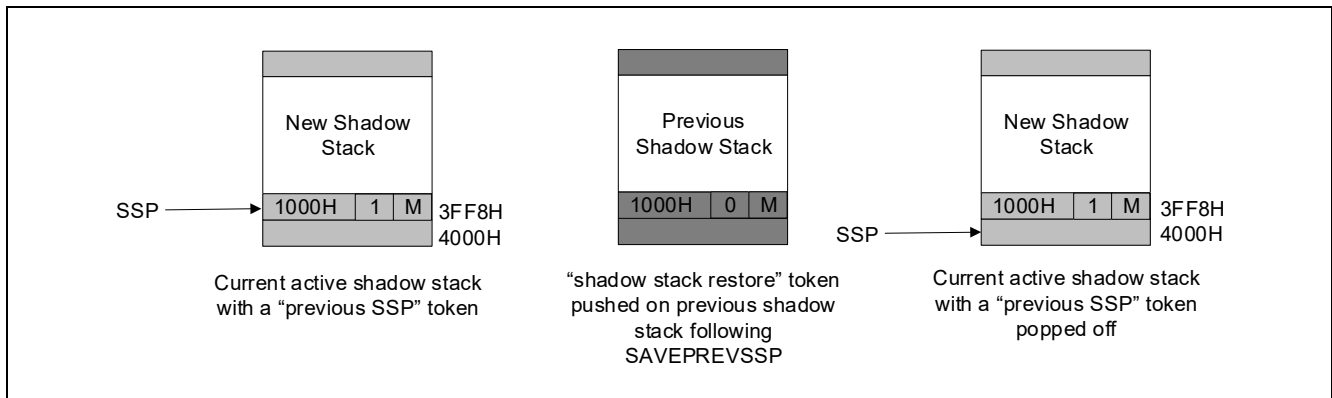 New Shadow
Stack
SSP
1000H 1 M 3FF8H
4000H
Current active shadow stack
with a “previous SSP” token
Previous
Shadow Stack
1000H 0 M
“shadow stack restore” token
pushed on previous shadow
stack following
SAVEPREVSSP
New Shadow
Stack
1000H 1 M 3FF8H
SSP 4000H
Current active shadow stack
with a “previous SSP” token
popped off